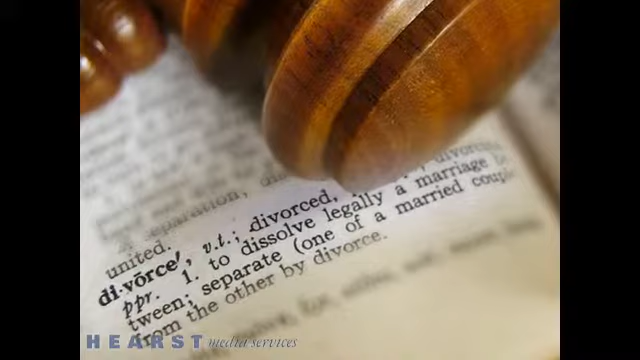 separation,
united.
di·vōrce', v.t.; divorced,
ppr. 1. to dissolve legally a marriage
tween; separate (one of a married couple
from the other by divorce.
HEARST media services